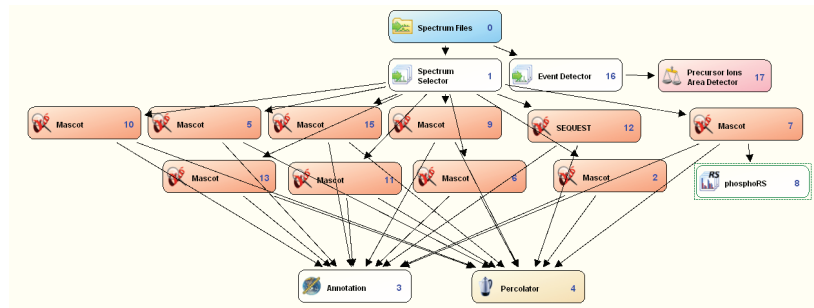 Spectrum Files 0
Spectrum Selector 1
Event Detector 16
Precursor Ions Area Detector 17
Mascot 10
Mascot 5
Mascot 15
Mascot 9
SEQUEST 12
Mascot 7
Mascot 13
Mascot 11
Mascot 6
Mascot 2
RS phosphoRS 8
Annotation 3
Percolator 4